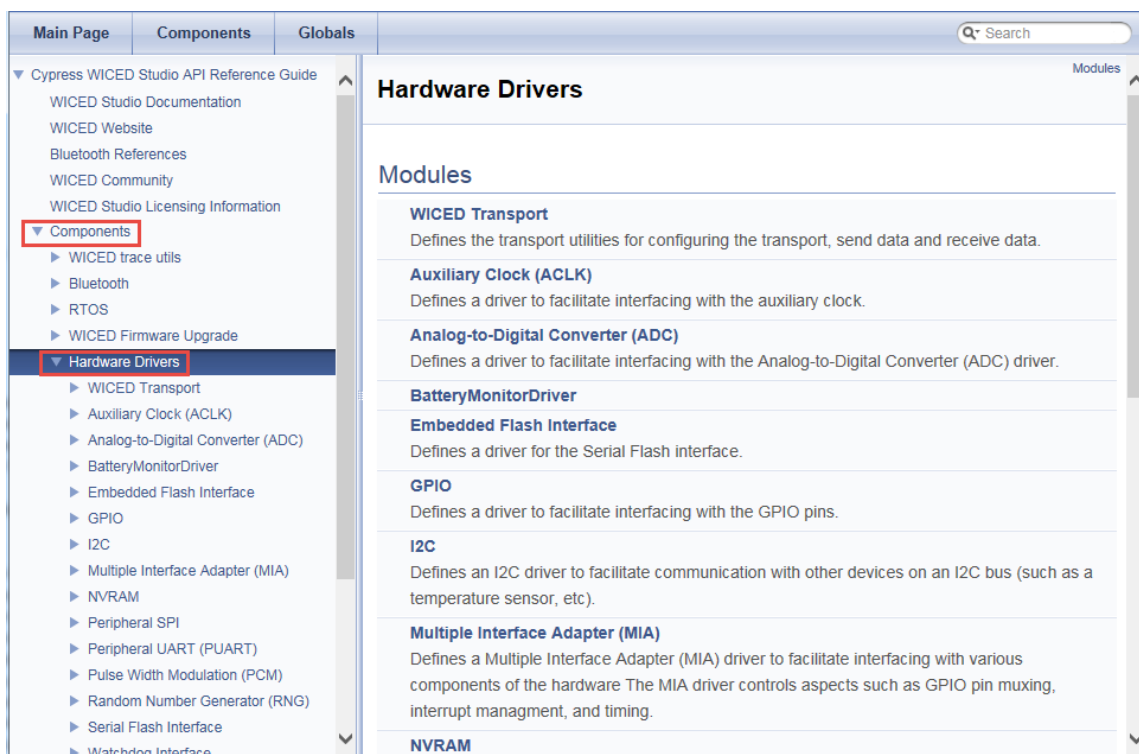 Main Page
Components
Globals
Search
Cypress WICED Studio API Reference Guide
WICED Studio Documentation
WICED Website
Bluetooth References
WICED Community
WICED Studio Licensing Information
Components
WICED trace utils
Bluetooth
RTOS
WICED Firmware Upgrade
Hardware Drivers
WICED Transport
Auxiliary Clock (ACLK)
Analog-to-Digital Converter (ADC)
BatteryMonitorDriver
Embedded Flash Interface
GPIO
I2C
Multiple Interface Adapter (MIA)
NVRAM
Peripheral SPI
Peripheral UART (PUART)
Pulse Width Modulation (PCM)
Random Number Generator (RNG)
Serial Flash Interface
Watchdog Interface
Modules
Hardware Drivers
Modules
WICED Transport
Defines the transport utilities for configuring the transport, send data and receive data.
Auxiliary Clock (ACLK)
Defines a driver to facilitate interfacing with the auxiliary clock.
Analog-to-Digital Converter (ADC)
Defines a driver to facilitate interfacing with the Analog-to-Digital Converter (ADC) driver.
BatteryMonitorDriver
Embedded Flash Interface
Defines a driver for the Serial Flash interface.
GPIO
Defines a driver to facilitate interfacing with the GPIO pins.
I2C
Defines an I2C driver to facilitate communication with other devices on an I2C bus (such as a
temperature sensor, etc).
Multiple Interface Adapter (MIA)
Defines a Multiple Interface Adapter (MIA) driver to facilitate interfacing with various
components of the hardware The MIA driver controls aspects such as GPIO pin muxing,
interrupt managment, and timing.
NVRAM